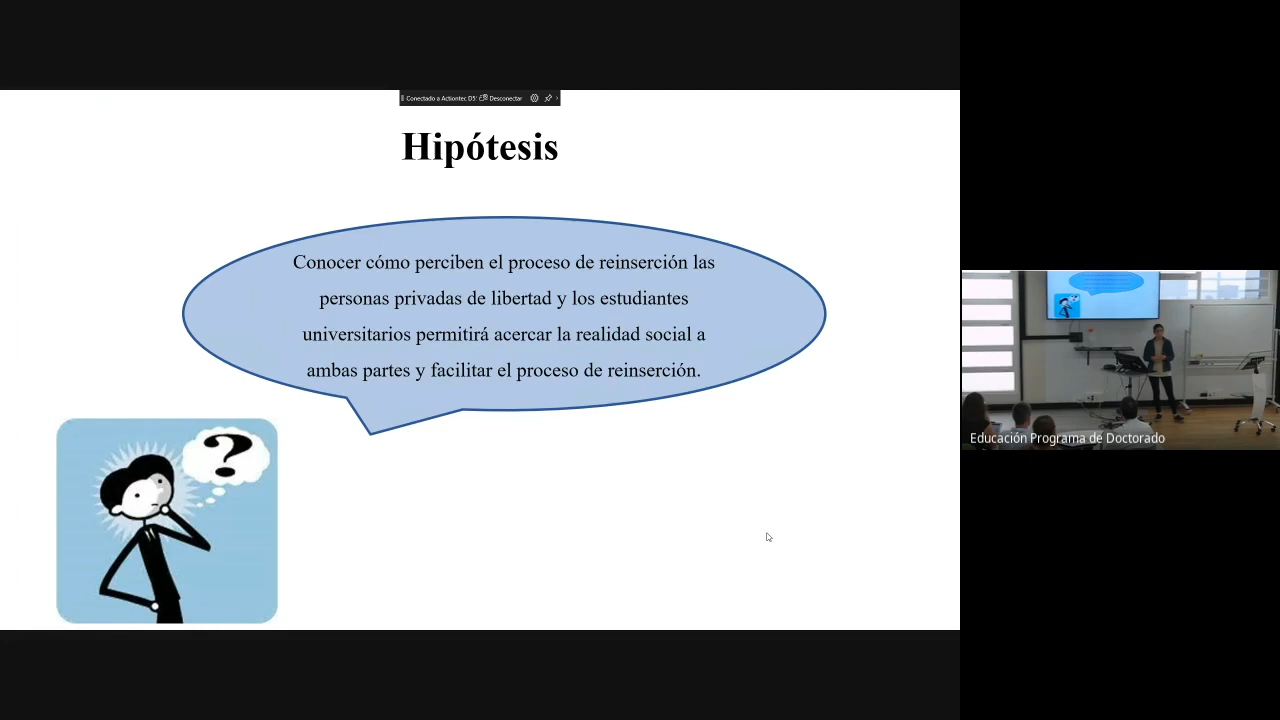 Conectado a Actiontec D5: Desconectar
Hipótesis
Conocer cómo perciben el proceso de reinserción las
personas privadas de libertad y los estudiantes
universitarios permitirá acercar la realidad social a
ambas partes y facilitar el proceso de reinserción.
?
Educación Programa de Doctorado